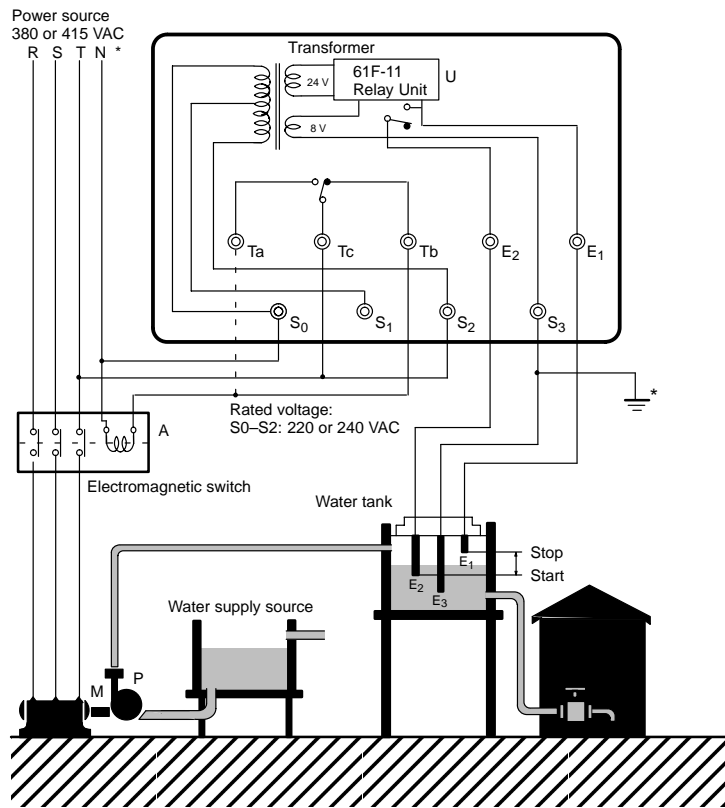 Power source
380 or 415 VAC
R S T N *
Transformer
61F-11
Relay Unit
U
24 V
8 V
Ta
Tc
Tb
E2
E1
S0
S1
S2
S3
*
Rated voltage:
S0–S2: 220 or 240 VAC
A
Electromagnetic switch
Water tank
E1
Stop
E2
Start
E3
Water supply source
M
P